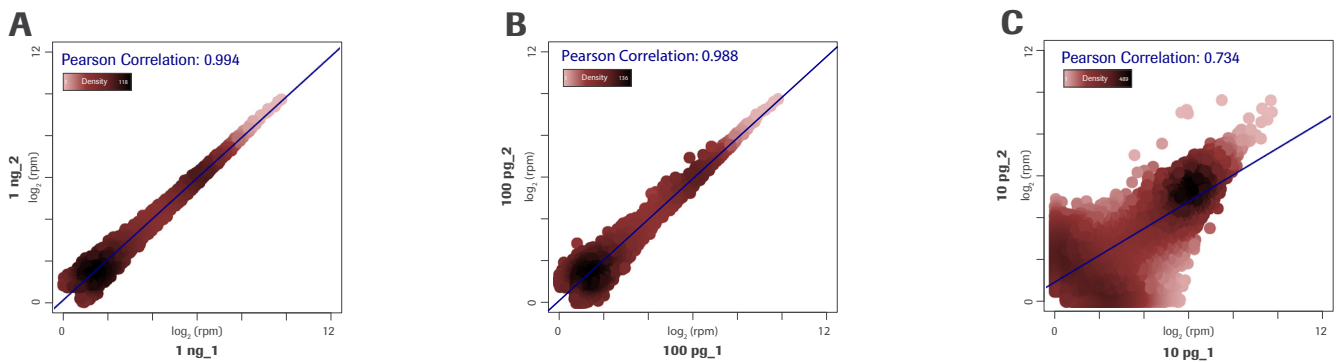 A
12
Pearson Correlation: 0.994
Density 118
1 ng_2
log2 (rpm)
0
0
log2 (rpm)
12
1 ng_1
B
12
Pearson Correlation: 0.988
Density 136
100 pg_2
log2 (rpm)
0
0
log2 (rpm)
12
100 pg_1
C
12
Pearson Correlation: 0.734
Density 489
10 pg_2
log2 (rpm)
0
0
log2 (rpm)
12
10 pg_1